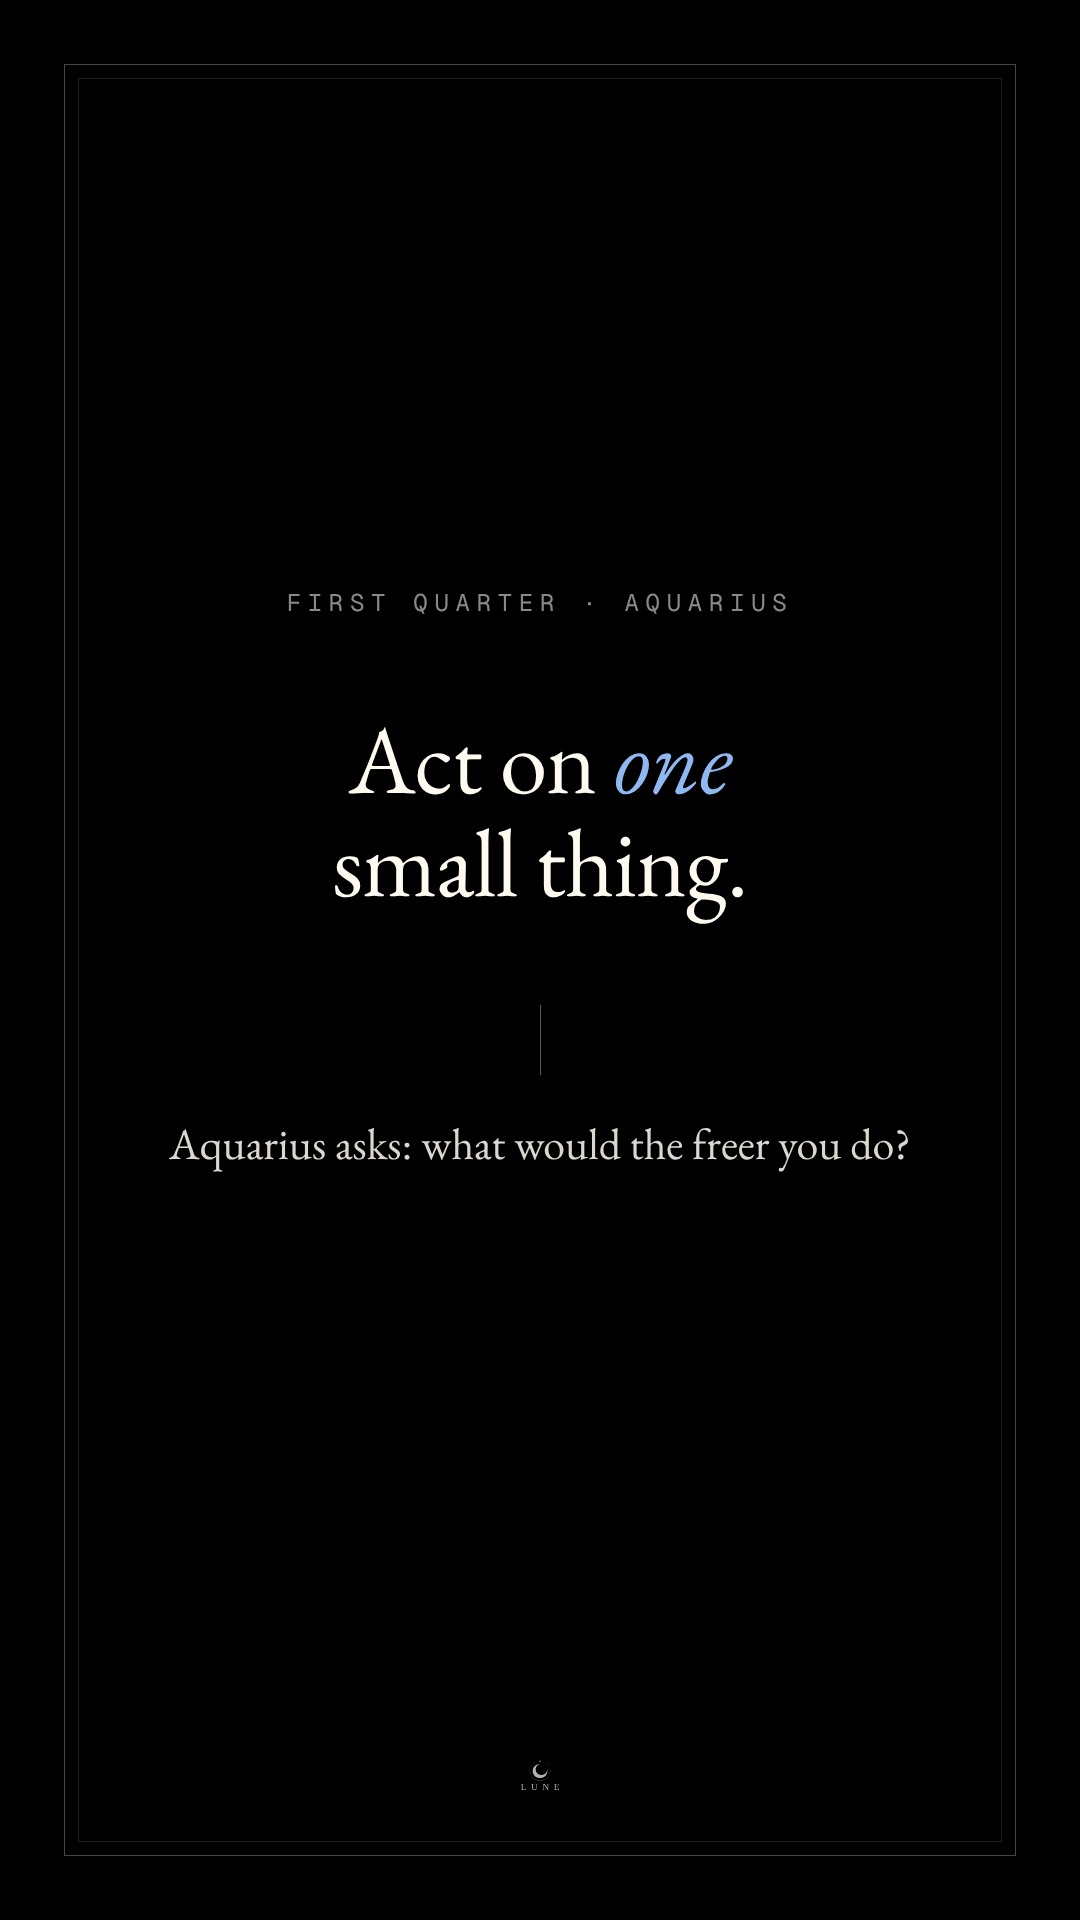 FIRST QUARTER · AQUARIUS
Act on one
small thing.
Aquarius asks: what would the freer you do?
LUNE